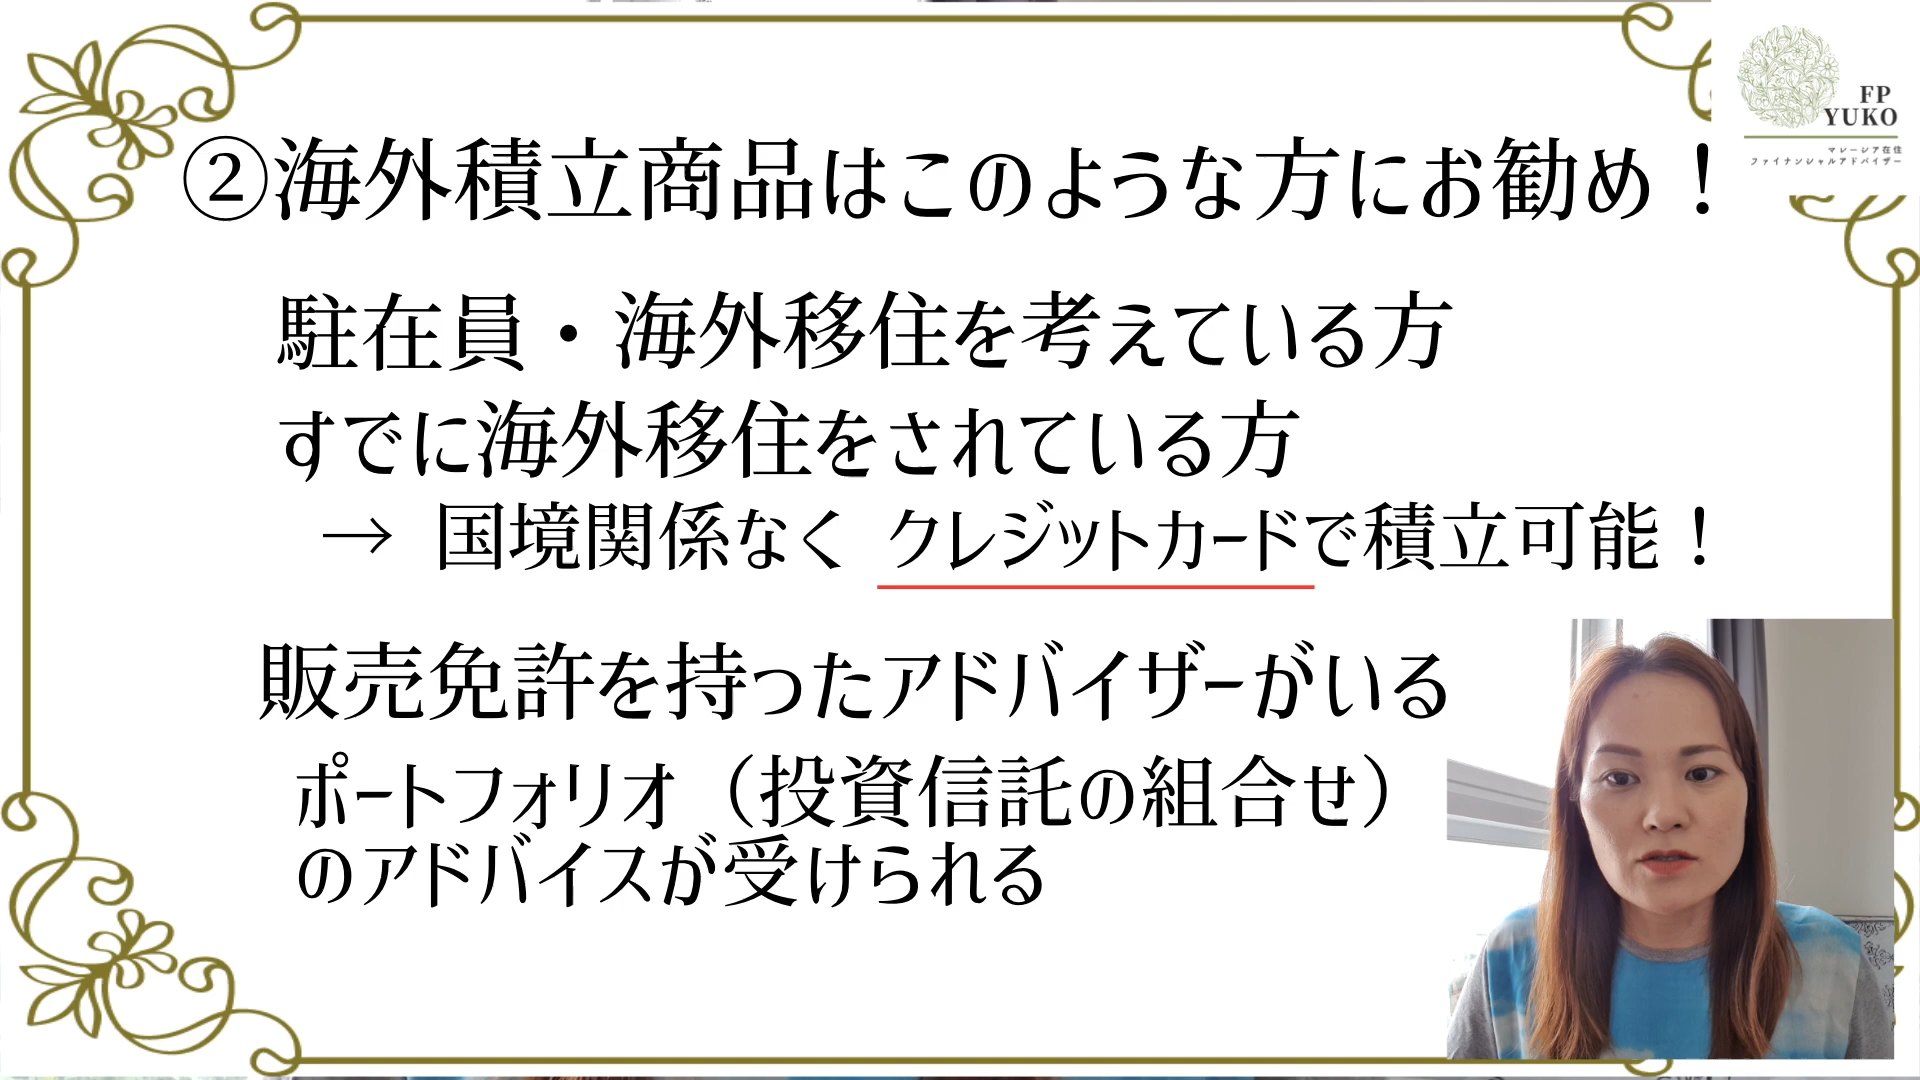 ②海外積立商品はこのような方にお勧め！
FP
YUKO
マレーシア在住
ファイナンシャルアドバイザー
駐在員・海外移住を考えている方
すでに海外移住をされている方
→ 国境関係なく クレジットカードで積立可能！
販売免許を持ったアドバイザーがいる
ポートフォリオ（投資信託の組合せ）
のアドバイスが受けられる